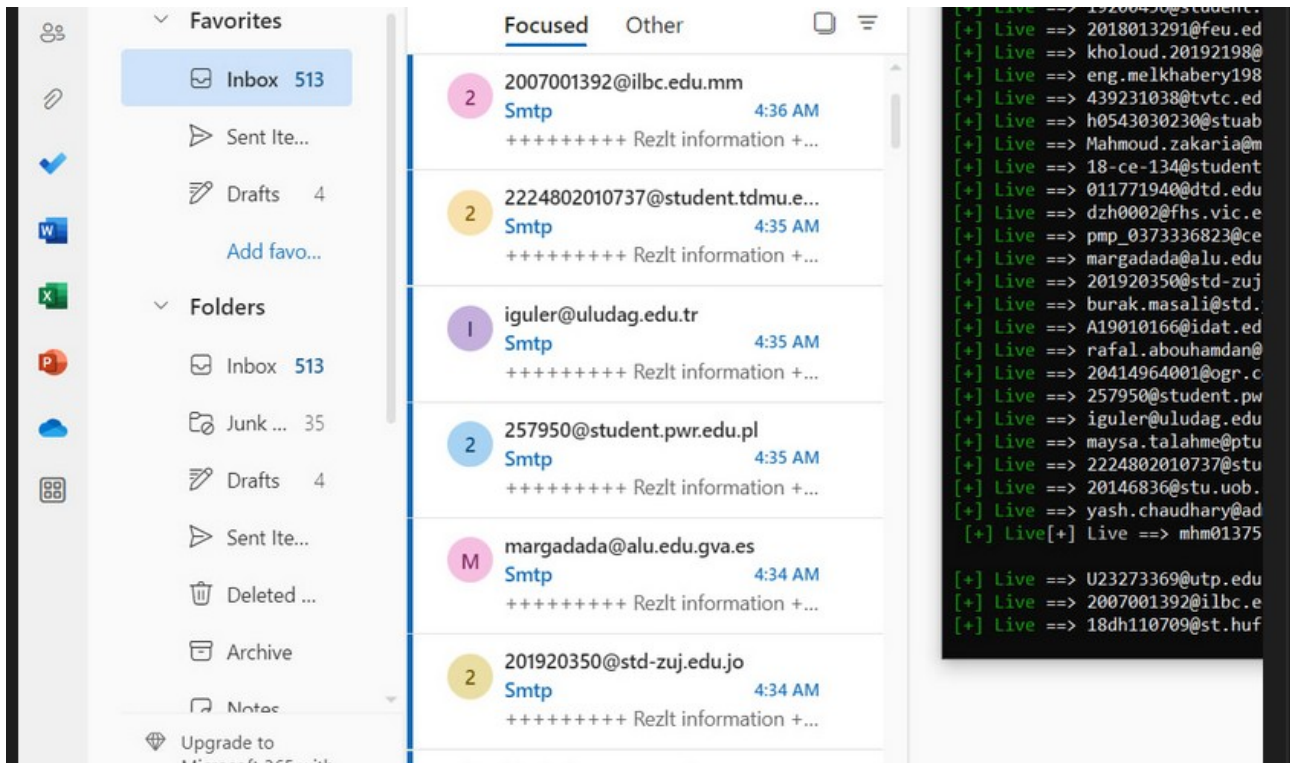 Favorites
Inbox 513
Sent Ite...
Drafts 4
Add favo...
Folders
Inbox 513
Junk ... 35
Drafts 4
Sent Ite...
Deleted ...
Archive
Notes
Upgrade to
Focused Other
2007001392@ilbc.edu.mm
Smtp 4:36 AM
+++++++++ Rezlt information +...
2224802010737@student.tdmu.e...
Smtp 4:35 AM
+++++++++ Rezlt information +...
iguler@uludag.edu.tr
Smtp 4:35 AM
+++++++++ Rezlt information +...
257950@student.pwr.edu.pl
Smtp 4:35 AM
+++++++++ Rezlt information +...
margadada@alu.edu.gva.es
Smtp 4:34 AM
+++++++++ Rezlt information +...
201920350@std-zuj.edu.jo
Smtp 4:34 AM
+++++++++ Rezlt information +...
[+] Live ==> 2018013291@feu.ed
[+] Live ==> kholoud.20192198@
[+] Live ==> eng.melkhabery198
[+] Live ==> 439231038@tvtc.ed
[+] Live ==> h0543030230@stuab
[+] Live ==> Mahmoud.zakaria@m
[+] Live ==> 18-ce-134@student
[+] Live ==> 011771940@dtd.edu
[+] Live ==> dzh0002@fhs.vic.e
[+] Live ==> pmp_0373336823@ce
[+] Live ==> margadada@alu.edu
[+] Live ==> 201920350@std-zuj
[+] Live ==> burak.masali@std.
[+] Live ==> A19010166@idat.ed
[+] Live ==> rafal.abouhamdan@
[+] Live ==> 20414964001@ogr.c
[+] Live ==> 257950@student.pw
[+] Live ==> iguler@uludag.edu
[+] Live ==> maysa.talahme@ptu
[+] Live ==> 2224802010737@stu
[+] Live ==> 20146836@stu.uob.
[+] Live ==> yash.chaudhary@ad
[+] Live[+] Live ==> mhm01375
[+] Live ==> U23273369@utp.edu
[+] Live ==> 2007001392@ilbc.e
[+] Live ==> 18dh110709@st.huf